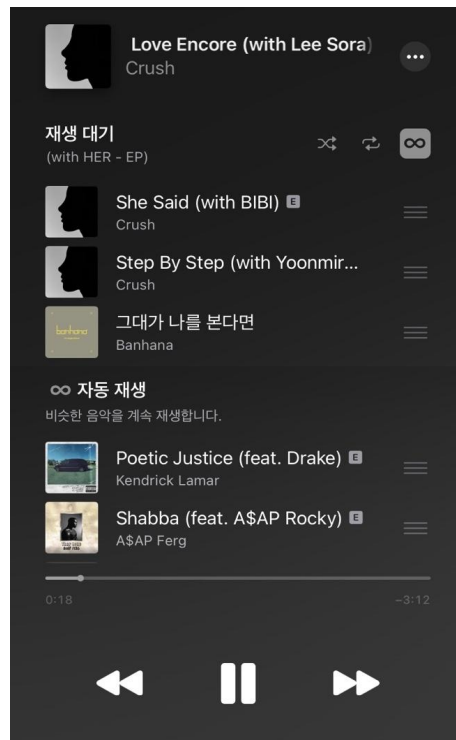 Love Encore (with Lee Sora)
Crush
재생 대기
(with HER - EP)
She Said (with BIBI) E
Crush
Step By Step (with Yoonmir...
Crush
banhana
그대가 나를 본다면
Banhana
자동 재생
비슷한 음악을 계속 재생합니다.
Poetic Justice (feat. Drake) E
Kendrick Lamar
Shabba (feat. A$AP Rocky) E
A$AP Ferg
0:18
-3:12